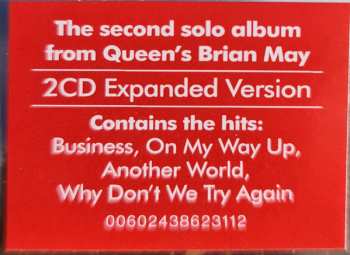 The second solo album
from Queen's Brian May
2CD Expanded Version
Contains the hits:
Business, On My Way Up,
Another World,
Why Don't We Try Again
00602438623112